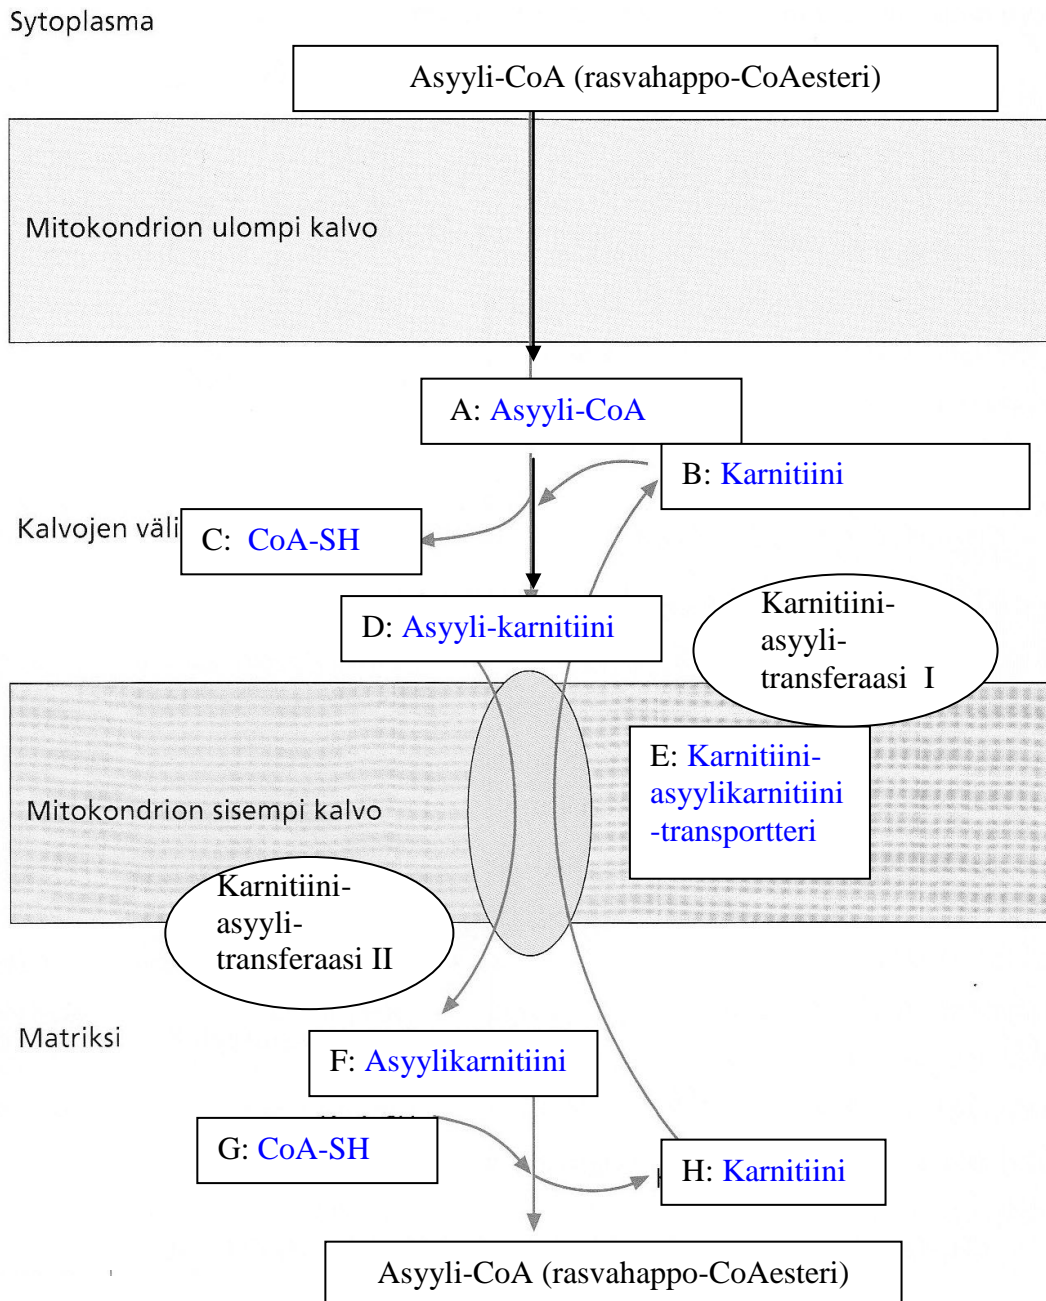 Sytoplasma
Asyyli-CoA (rasvahappo-CoAesteri)
Mitokondrion ulompi kalvo
A: Asyyli-CoA
B: Karnitiini
Kalvojen väli
C: CoA-SH
D: Asyyli-karnitiini
Karnitiini-
asyyli-
transferaasi I
E: Karnitiini-
asyylikarnitiini
-transportteri
Mitokondrion sisempi kalvo
Karnitiini-
asyyli-
transferaasi II
Matriksi
F: Asyylikarnitiini
G: CoA-SH
H: Karnitiini
Asyyli-CoA (rasvahappo-CoAesteri)